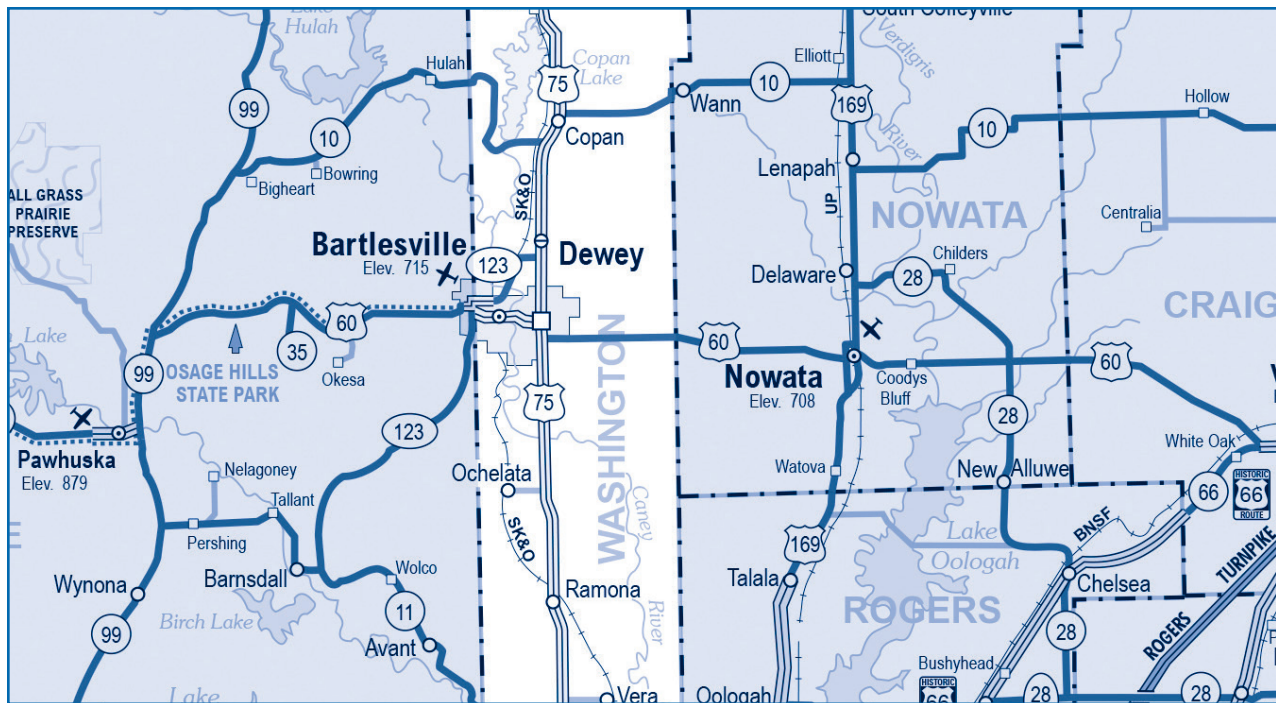 South Coffeyville
Lake
Hulah
Verdigris
Elliott
Hulah
Copan
Lake
75
99
10
Wann
10
169
Hollow
Copan
River
10
10
Lenapah
Bigheart
Bowring
SK&O
UP
ALL GRASS
PRAIRIE
PRESERVE
NOWATA
Centralia
Bartlesville
Elev. 715
123
Dewey
Delaware
28
Childers
CRAIG
Lake
60
35
Okesa
OSAGE HILLS
STATE PARK
99
60
Nowata
Elev. 708
Coodys
Bluff
60
75
WASHINGTON
28
123
Pawhuska
Elev. 879
White Oak
Nelagoney
Ochelata
Watova
New Alluwe
HISTORIC
66
ROUTE
66
Tallant
Caney
BNSF
Pershing
SK&O
169
Lake
Oologah
TURNPIKE
Barnsdall
Wolco
Talala
Chelsea
Wynona
Ramona
ROGERS
Birch Lake
11
River
99
28
ROGERS
Avant
Bushyhead
Lake
Vera
Oologah
HISTORIC
66
28
28